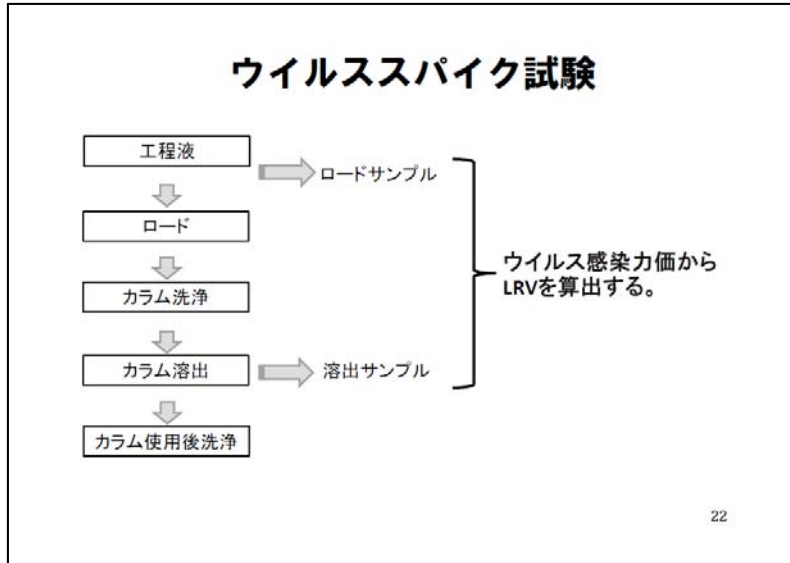 ウイルススパイク試験
工程液
ロードサンプル
ロード
カラム洗浄
カラム溶出
溶出サンプル
カラム使用後洗浄
ウイルス感染力価から
LRVを算出する。
22